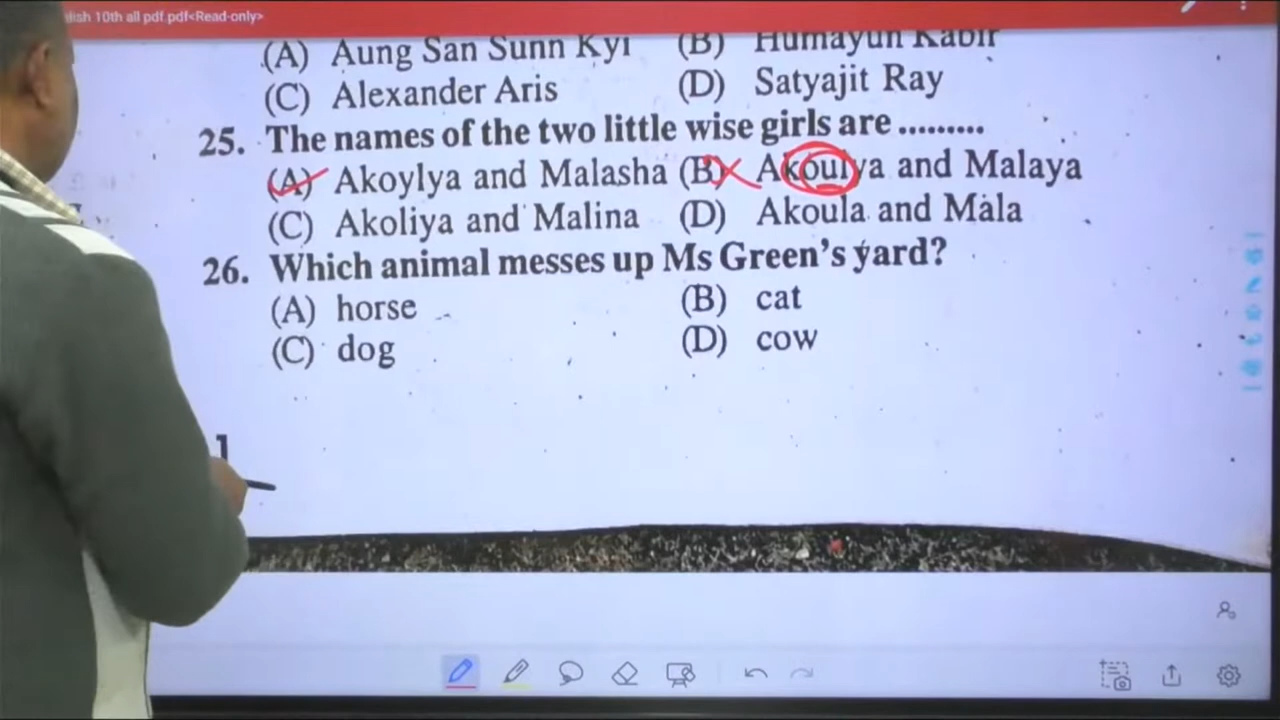 lish 10th all pdf.pdf<Read-only>
(A) Aung San Sunn Kyi (B) Humayun Kabir
(C) Alexander Aris (D) Satyajit Ray
25. The names of the two little wise girls are .........
(A) Akoylya and Malasha (B) Akoulya and Malaya
(C) Akoliya and Malina (D) Akoula and Mala
26. Which animal messes up Ms Green's yard?
(A) horse (B) cat
(C) dog (D) cow